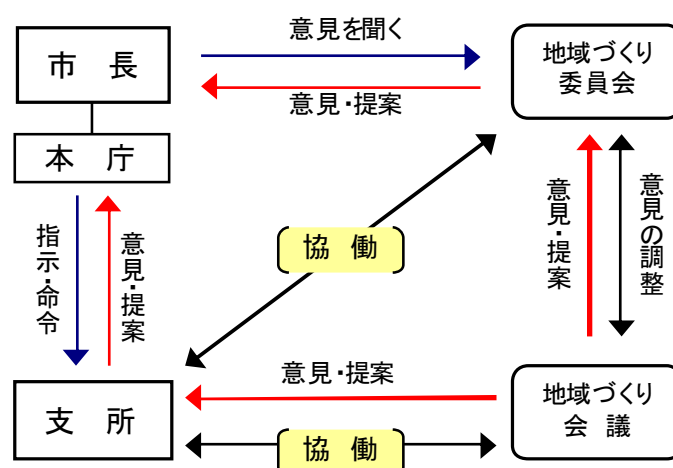 意見を聞く
市 長
地域づくり
委員会
意見・提案
本 庁
指示・命令
意見・提案
協 働
意見・提案
意見の調整
意見・提案
支 所
地域づくり
会 議
協 働